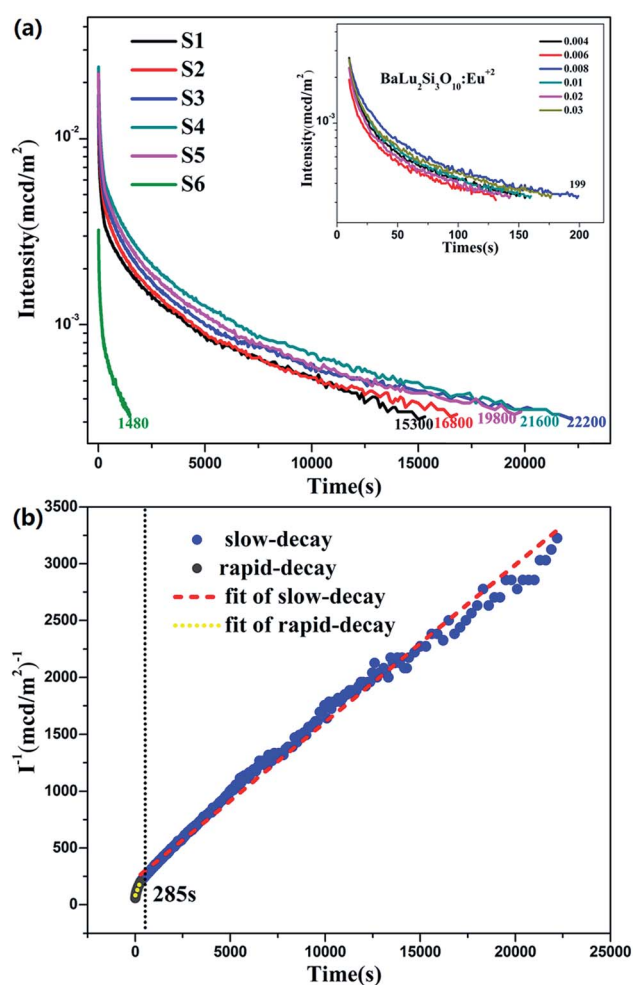 (a)
S1
S2
S3
S4
S5
S6
10⁻²
10⁻³
Intensity(mcd/m²)
BaLu₂Si₃O₁₀:Eu⁺²
0.004
0.006
0.008
0.01
0.02
0.03
10⁻³
Intensity(mcd/m²)
199
0 50 100 150 200
Times(s)
1480
15300
16800
19800
21600
22200
0 5000 10000 15000 20000
Time(s)
(b)
3500
3000
2500
2000
1500
1000
500
0
I⁻¹(mcd/m²)⁻¹
slow-decay
rapid-decay
fit of slow-decay
fit of rapid-decay
285s
0 5000 10000 15000 20000 25000
Time(s)